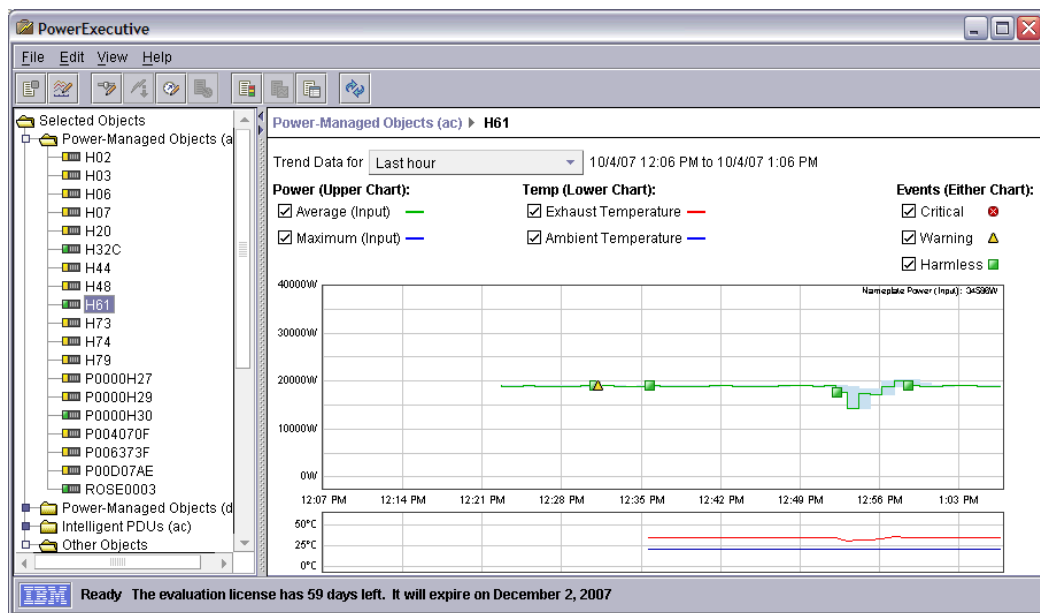 PowerExecutive
File Edit View Help
Selected Objects
Power-Managed Objects (a
H02
H03
H06
H07
H20
H32C
H44
H48
H61
H73
H74
H79
P0000H27
P0000H29
P0000H30
P004070F
P006373F
P00D07AE
ROSE0003
Power-Managed Objects (d
Intelligent PDUs (ac)
Other Objects
Power-Managed Objects (ac) H61
Trend Data for Last hour 10/4/07 12:06 PM to 10/4/07 1:06 PM
Power (Upper Chart): Temp (Lower Chart): Events (Either Chart):
Average (Input) Exhaust Temperature Critical
Maximum (Input) Ambient Temperature Warning
Harmless
40000W Nameplate Power (Input): 34586W
30000W
20000W
10000W
0W
12:07 PM 12:14 PM 12:21 PM 12:28 PM 12:35 PM 12:42 PM 12:49 PM 12:56 PM 1:03 PM
50°C
25°C
0°C
IBM Ready The evaluation license has 59 days left. It will expire on December 2, 2007